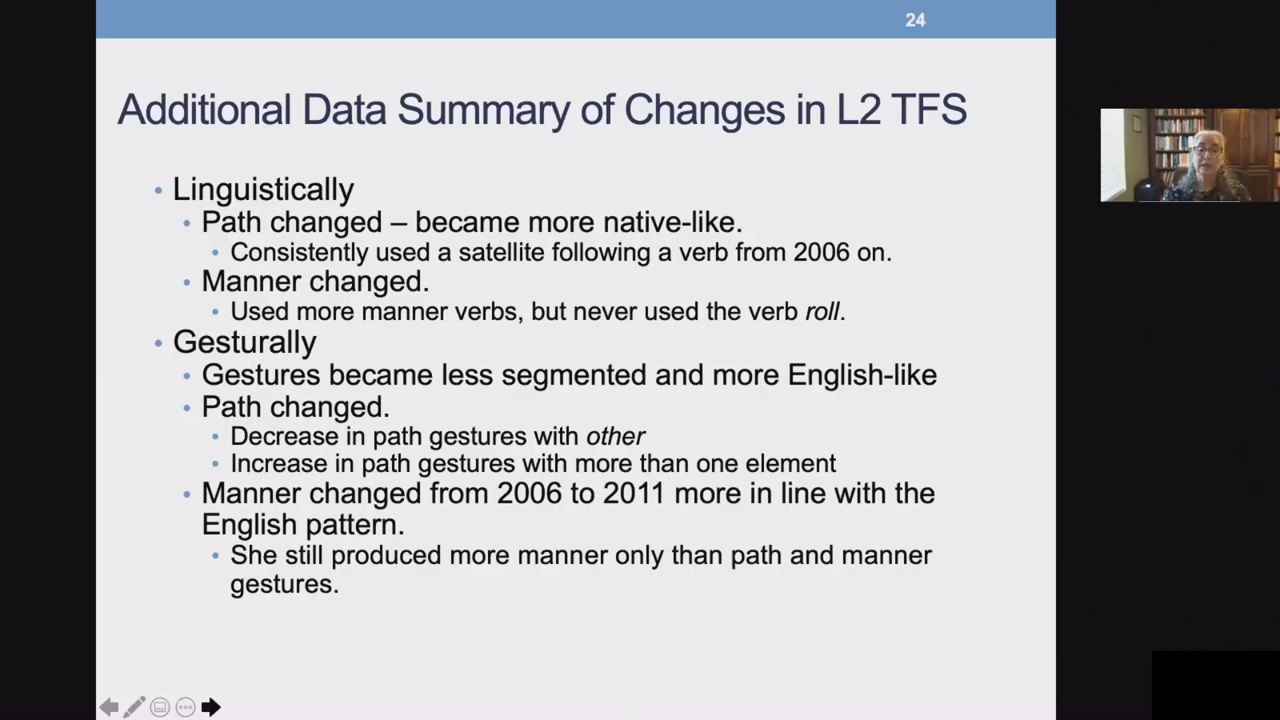 24
Additional Data Summary of Changes in L2 TFS
• Linguistically
• Path changed – became more native-like.
• Consistently used a satellite following a verb from 2006 on.
• Manner changed.
• Used more manner verbs, but never used the verb roll.
• Gesturally
• Gestures became less segmented and more English-like
• Path changed.
• Decrease in path gestures with other
• Increase in path gestures with more than one element
• Manner changed from 2006 to 2011 more in line with the
English pattern.
• She still produced more manner only than path and manner
gestures.